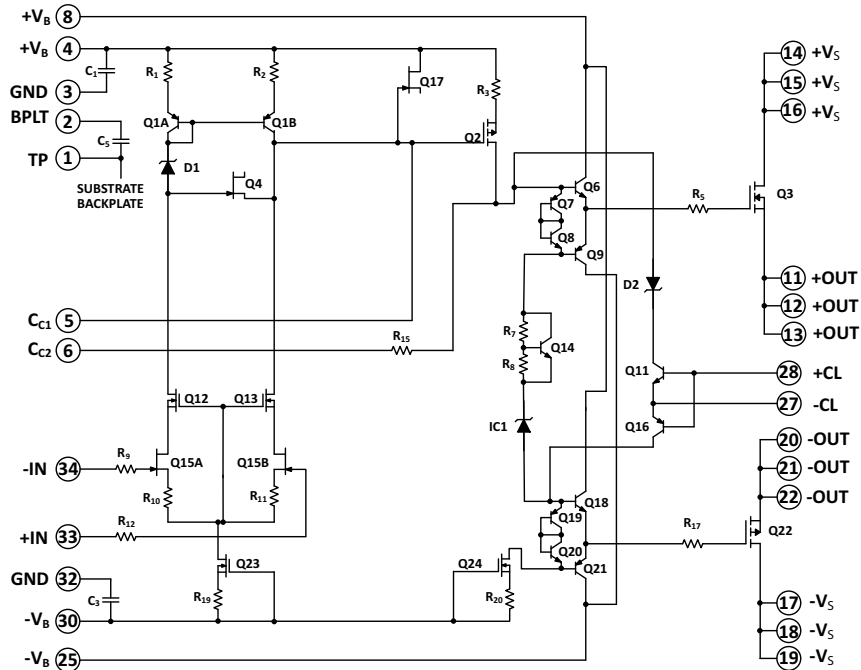 +VB 8
+VB 4
C1
GND 3
BPLT 2
C5
TP 1
SUBSTRATE
BACKPLATE
R1
R2
Q1A
Q1B
D1
Q4
Q17
R3
Q2
Q6
Q7
Q8
Q9
R5
Q3
14 +VS
15 +VS
16 +VS
11 +OUT
12 +OUT
13 +OUT
D2
CC1 5
CC2 6
R15
R7
R8
Q14
IC1
Q11
Q16
28 +CL
27 -CL
20 -OUT
21 -OUT
22 -OUT
Q12
Q13
-IN 34
R9
Q15A
Q15B
R10
R11
+IN 33
R12
Q18
Q19
Q20
Q21
R17
Q22
GND 32
C3
Q23
R19
Q24
R20
-VB 30
-VB 25
17 -VS
18 -VS
19 -VS